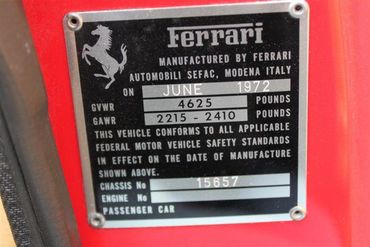 Ferrari
MANUFACTURED BY FERRARI
AUTOMOBILI SEFAC, MODENA ITALY
ON JUNE 1972
GVWR 4625 POUNDS
GAWR 2215 - 2410 POUNDS
THIS VEHICLE CONFORMS TO ALL APPLICABLE
FEDERAL MOTOR VEHICLE SAFETY STANDARDS
IN EFFECT ON THE DATE OF MANUFACTURE
SHOWN ABOVE.
CHASSIS No 15657
ENGINE No
PASSENGER CAR